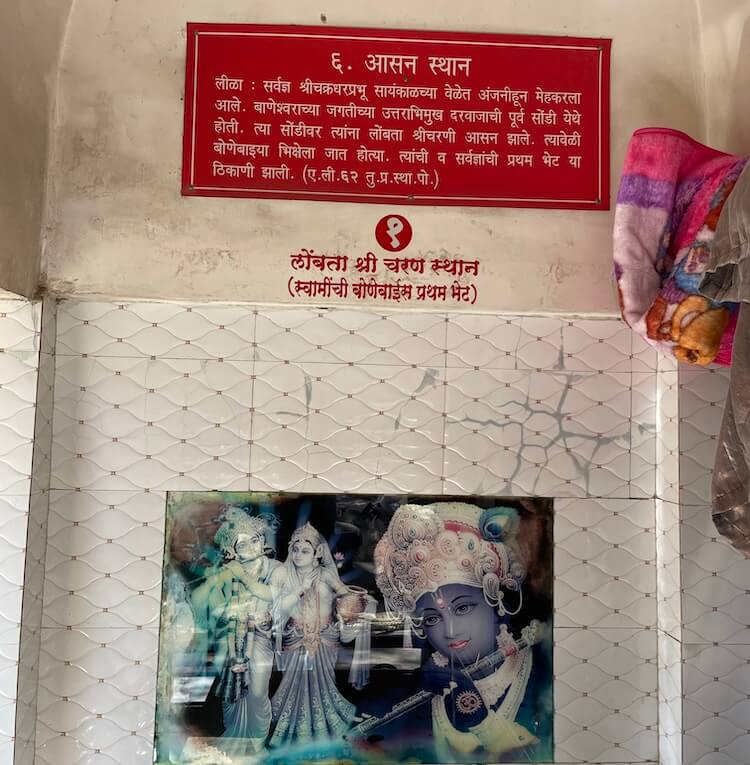 ६. आसन स्थान
लीळा : सर्वज्ञ श्रीचक्रधरप्रभू सायंकाळच्या वेळेत अंजनीहून मेहकरला
आले. बाणेश्वराच्या जगतीच्या उत्तराभिमुख दरवाजाची पूर्व सोंडी येथे
होती. त्या सोंडीवर त्यांना लोंबता श्रीचरणी आसन झाले. त्यावेळी
बोणेबाइया भिक्षेला जात होत्या. त्यांची व सर्वज्ञांची प्रथम भेट या
ठिकाणी झाली. (ए.ली.६२ तु.प्र.स्था.पो.)
१
लोंबता श्री चरण स्थान
(स्वामींची बोणेबाइंस प्रथम भेट)
ॐ